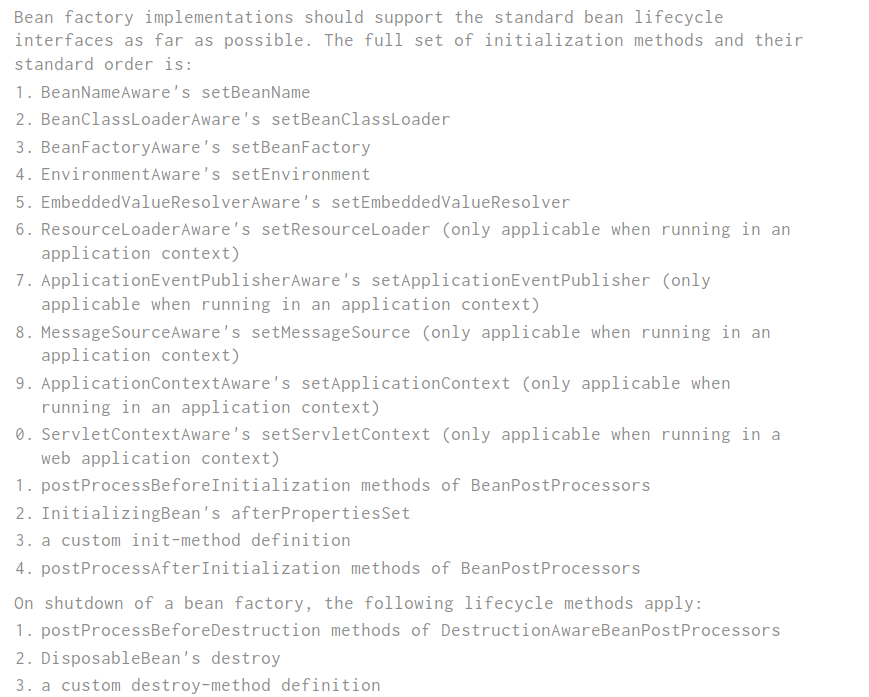 Bean factory implementations should support the standard bean lifecycle
interfaces as far as possible. The full set of initialization methods and their
standard order is:
1. BeanNameAware's setBeanName
2. BeanClassLoaderAware's setBeanClassLoader
3. BeanFactoryAware's setBeanFactory
4. EnvironmentAware's setEnvironment
5. EmbeddedValueResolverAware's setEmbeddedValueResolver
6. ResourceLoaderAware's setResourceLoader (only applicable when running in an
application context)
7. ApplicationEventPublisherAware's setApplicationEventPublisher (only
applicable when running in an application context)
8. MessageSourceAware's setMessageSource (only applicable when running in an
application context)
9. ApplicationContextAware's setApplicationContext (only applicable when
running in an application context)
0. ServletContextAware's setServletContext (only applicable when running in a
web application context)
1. postProcessBeforeInitialization methods of BeanPostProcessors
2. InitializingBean's afterPropertiesSet
3. a custom init-method definition
4. postProcessAfterInitialization methods of BeanPostProcessors
On shutdown of a bean factory, the following lifecycle methods apply:
1. postProcessBeforeDestruction methods of DestructionAwareBeanPostProcessors
2. DisposableBean's destroy
3. a custom destroy-method definition